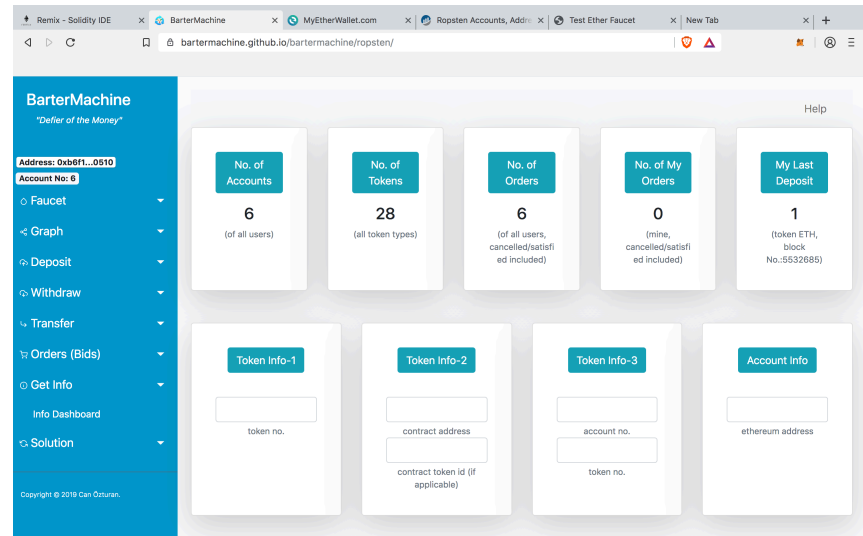 Remix - Solidity IDE
BarterMachine
MyEtherWallet.com
Ropsten Accounts, Addre
Test Ether Faucet
New Tab
bartermachine.github.io/bartermachine/ropsten/
BarterMachine
"Defier of the Money"
Address: 0xb6f1...0510
Account No: 6
Faucet
Graph
Deposit
Withdraw
Transfer
Orders (Bids)
Get Info
Info Dashboard
Solution
Copyright © 2019 Can Özturan.
Help
No. of
Accounts
6
(of all users)
No. of
Tokens
28
(all token types)
No. of
Orders
6
(of all users,
cancelled/satisfi
ed included)
No. of My
Orders
0
(mine,
cancelled/satisfi
ed included)
My Last
Deposit
1
(token ETH,
block
No.:5532685)
Token Info-1
token no.
Token Info-2
contract address
contract token id (if
applicable)
Token Info-3
account no.
token no.
Account Info
ethereum address